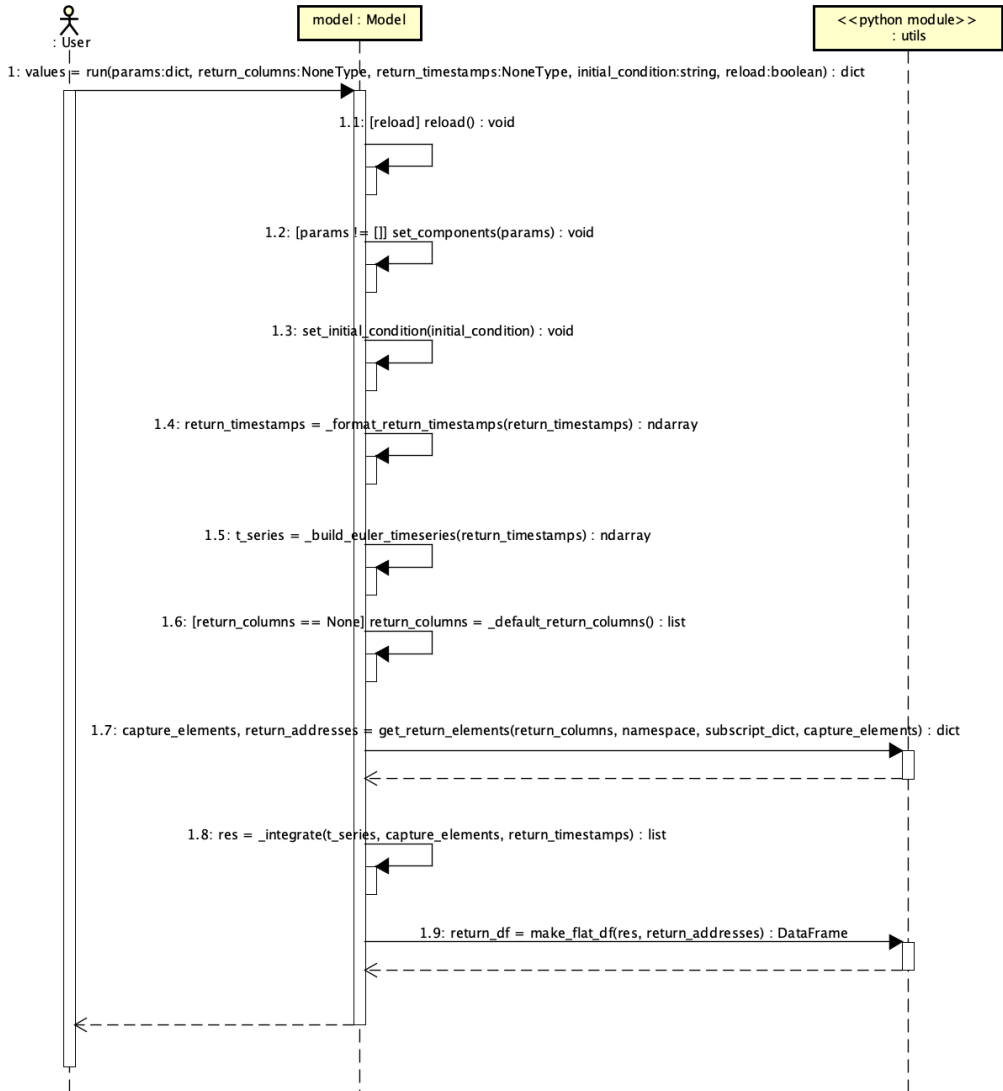 : User
model : Model
<<python module>>
: utils
1: values = run(params:dict, return_columns:NoneType, return_timestamps:NoneType, initial_condition:string, reload:boolean) : dict
1.1: [reload] reload() : void
1.2: [params != []] set_components(params) : void
1.3: set_initial_condition(initial_condition) : void
1.4: return_timestamps = _format_return_timestamps(return_timestamps) : ndarray
1.5: t_series = _build_euler_timeseries(return_timestamps) : ndarray
1.6: [return_columns == None] return_columns = _default_return_columns() : list
1.7: capture_elements, return_addresses = get_return_elements(return_columns, namespace, subscript_dict, capture_elements) : dict
1.8: res = _integrate(t_series, capture_elements, return_timestamps) : list
1.9: return_df = make_flat_df(res, return_addresses) : DataFrame